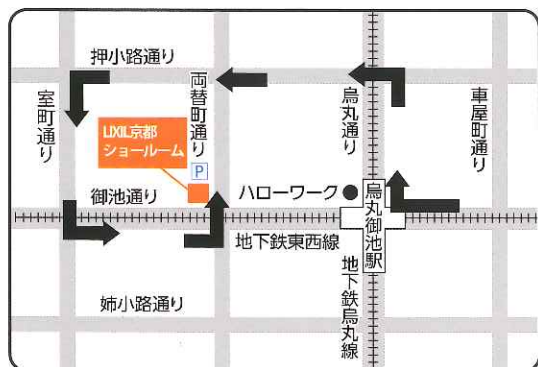 押小路通り
両替町通り
烏丸通り
車屋町通り
室町通り
LIXIL京都
ショールーム
P
御池通り
ハローワーク
烏丸御池駅
地下鉄東西線
地下鉄烏丸線
姉小路通り